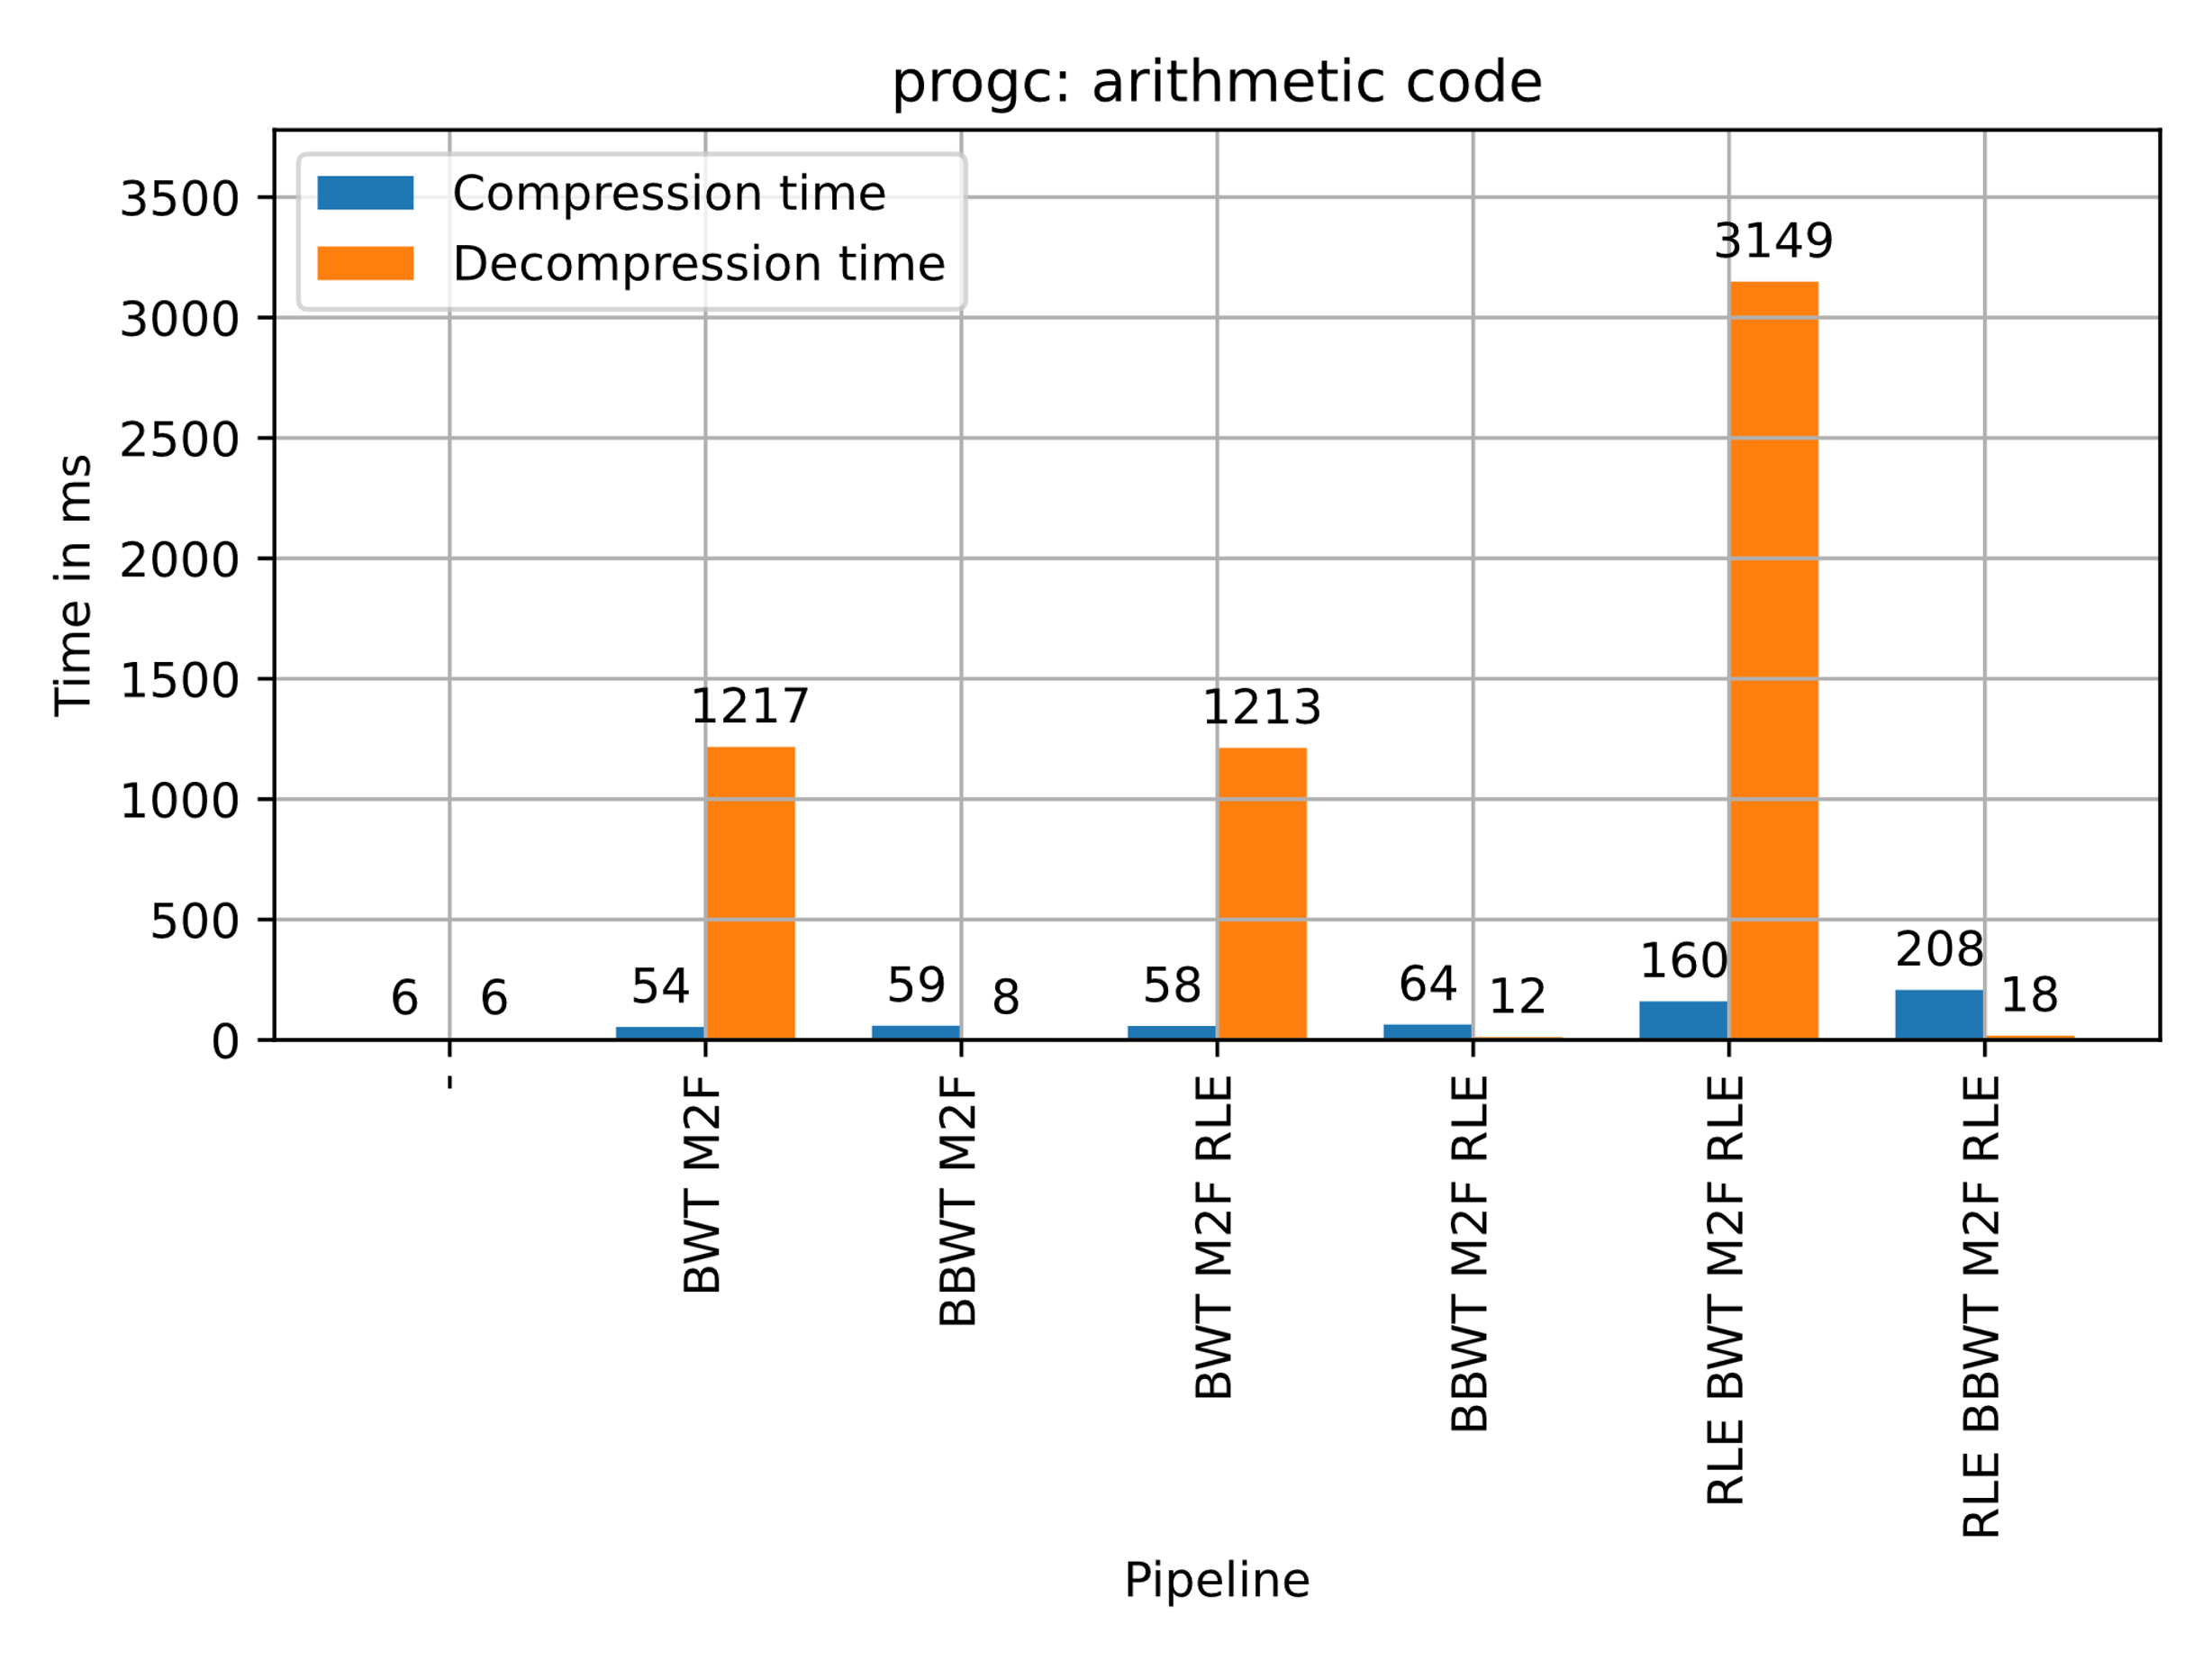 progc: arithmetic code
Compression time
Decompression time
Time in ms
3500
3000
2500
2000
1500
1000
500
0
6
6
54
1217
59
8
58
1213
64
12
160
3149
208
18
-
BWT M2F
BBWT M2F
BWT M2F RLE
BBWT M2F RLE
RLE BWT M2F RLE
RLE BBWT M2F RLE
Pipeline